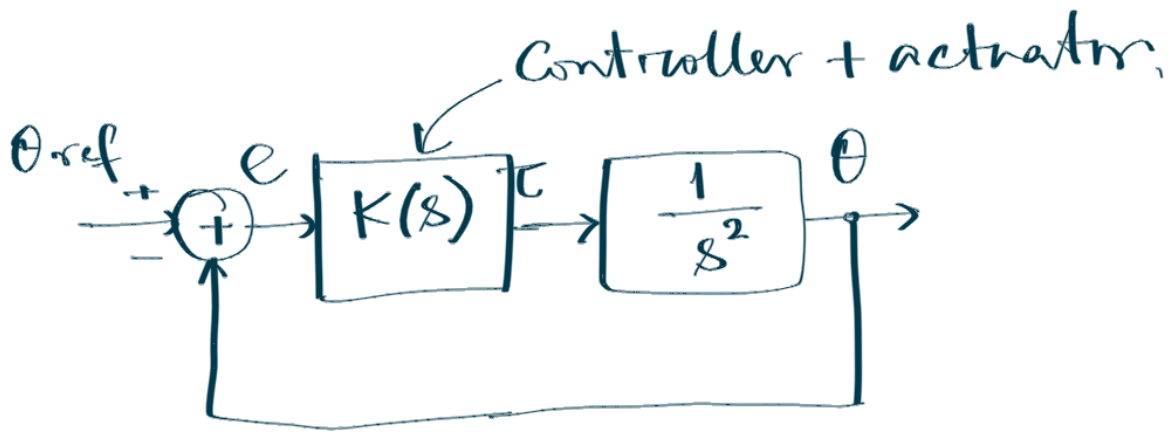 Controller + actuator.
θref + e K(s) τ 1/s² θ
+
−